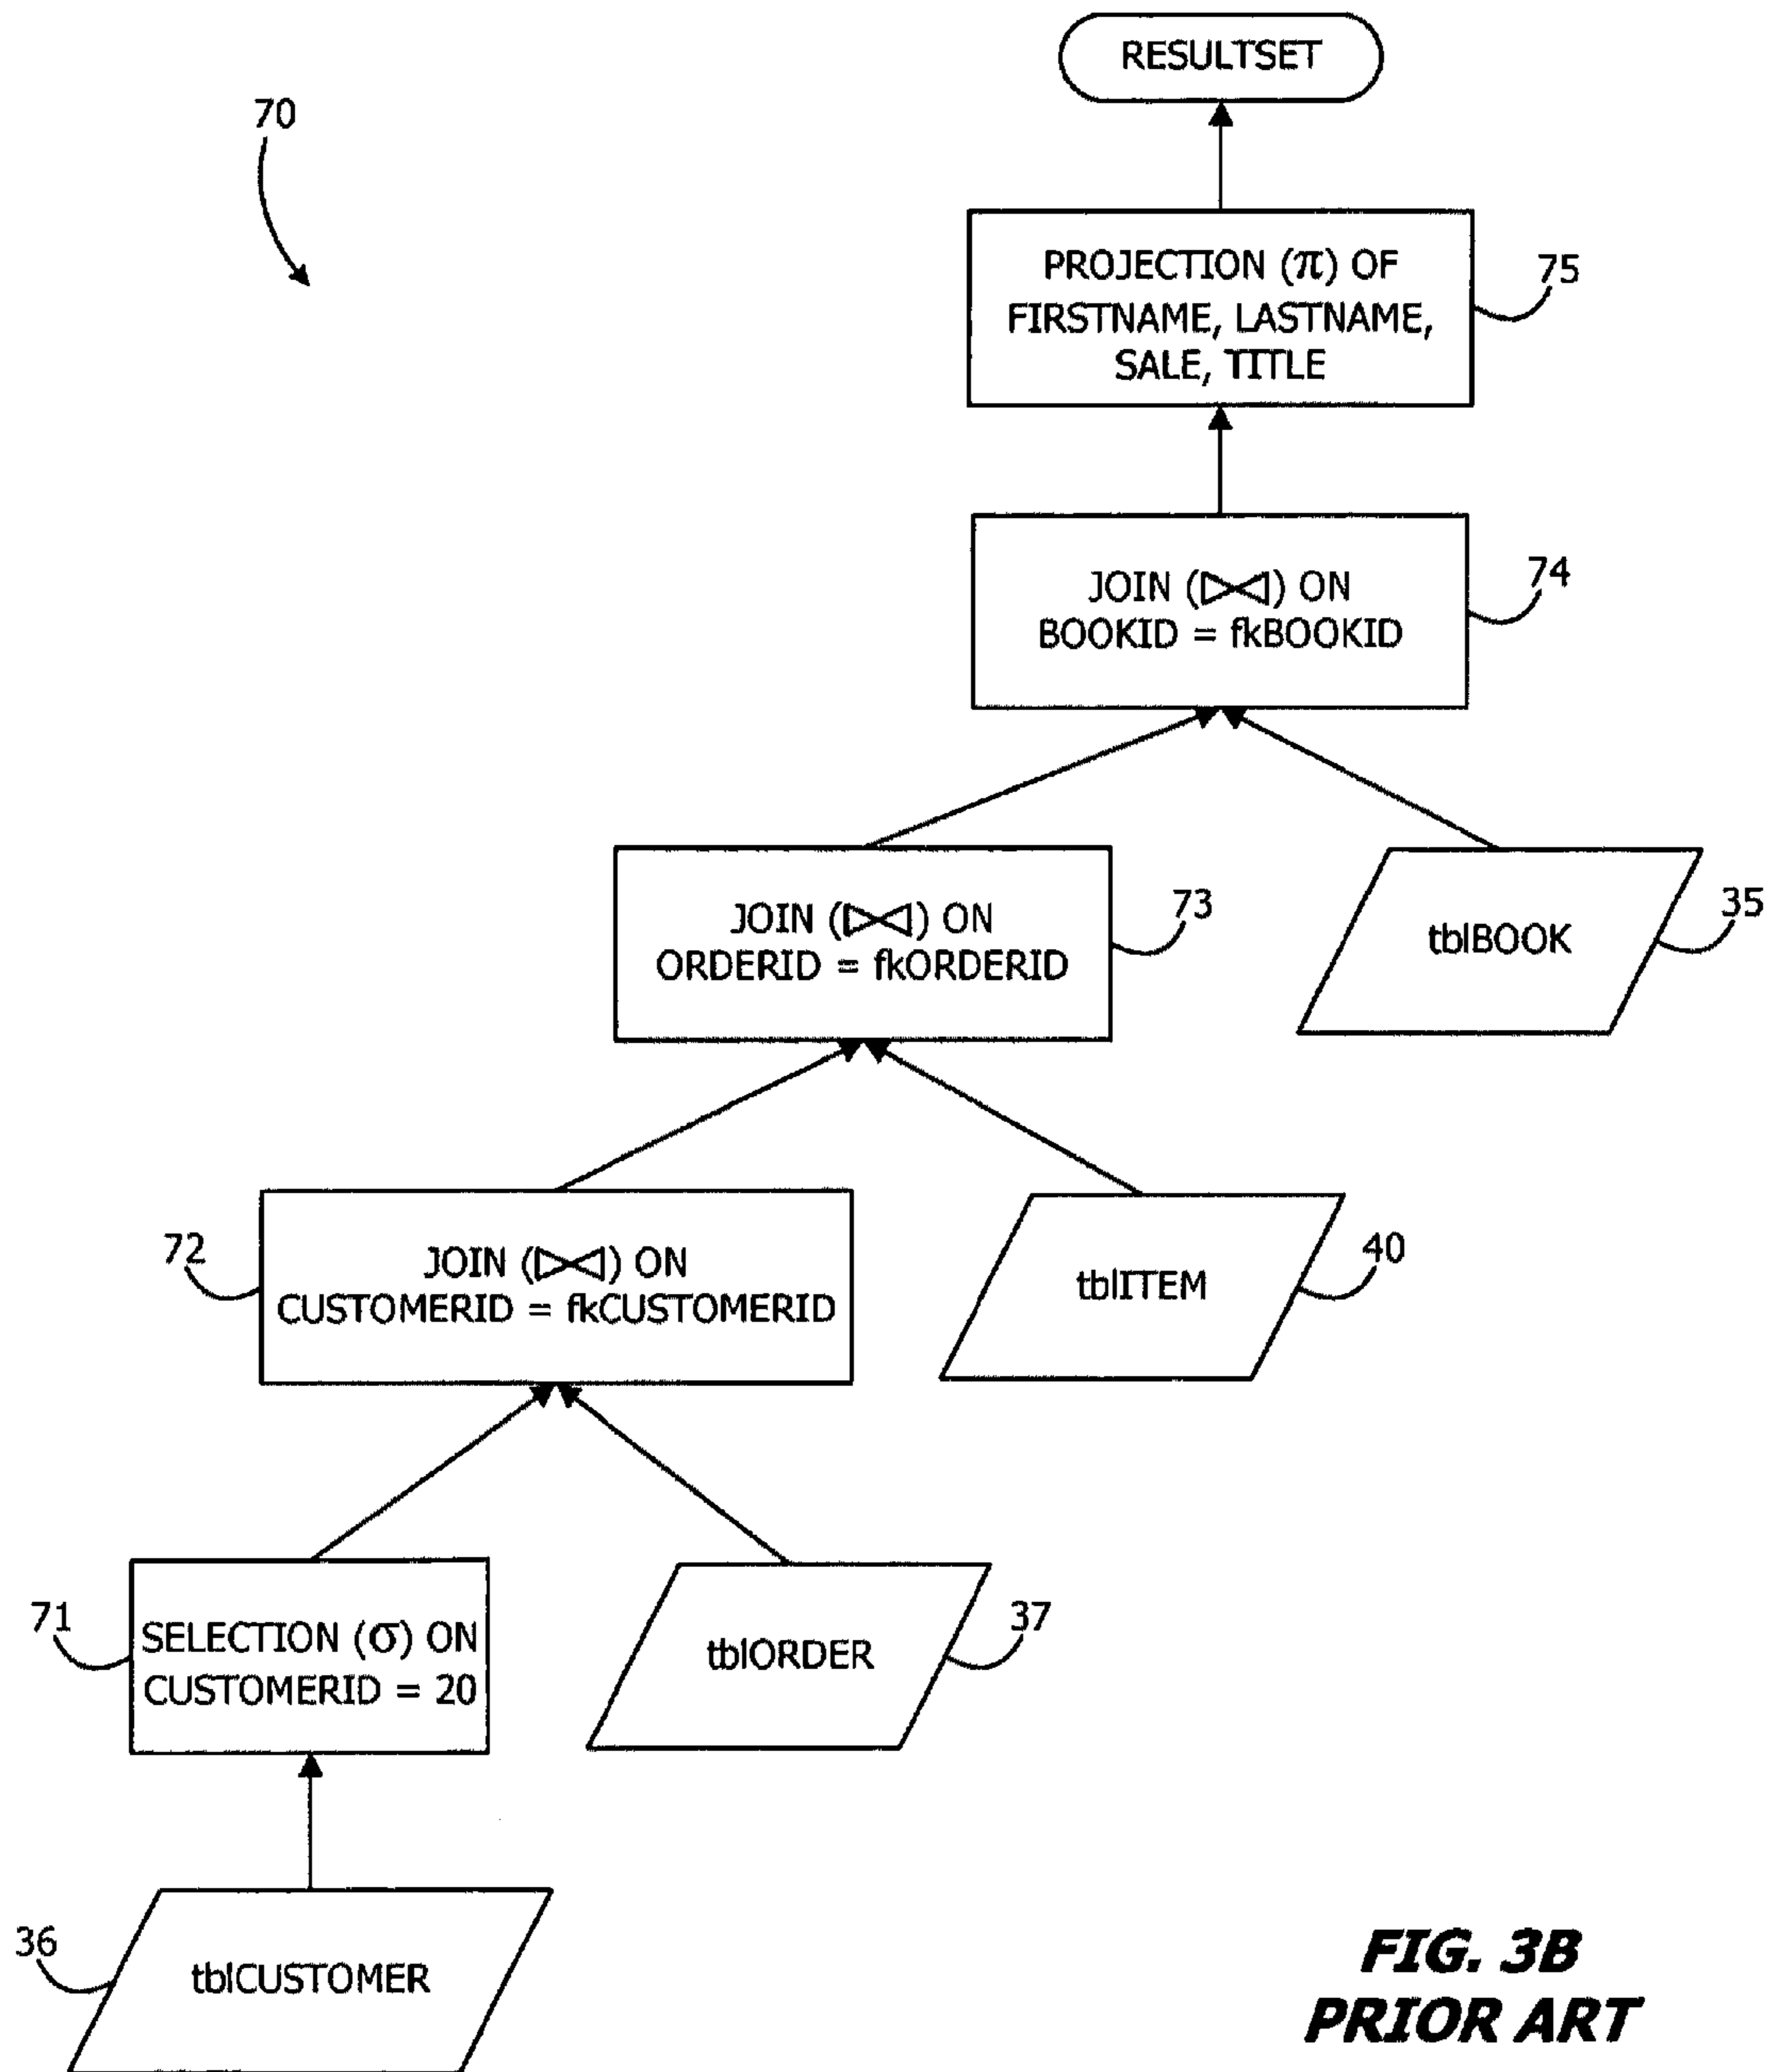 RESULTSET
70
PROJECTION (π) OF
FIRSTNAME, LASTNAME,
SALE, TITLE
75
JOIN (⋈) ON
BOOKID = fkBOOKID
74
JOIN (⋈) ON
ORDERID = fkORDERID
73
tblBOOK
35
72
JOIN (⋈) ON
CUSTOMERID = fkCUSTOMERID
tblITEM
40
71
SELECTION (σ) ON
CUSTOMERID = 20
tblORDER
37
36
tblCUSTOMER
FIG. 3B
PRIOR ART